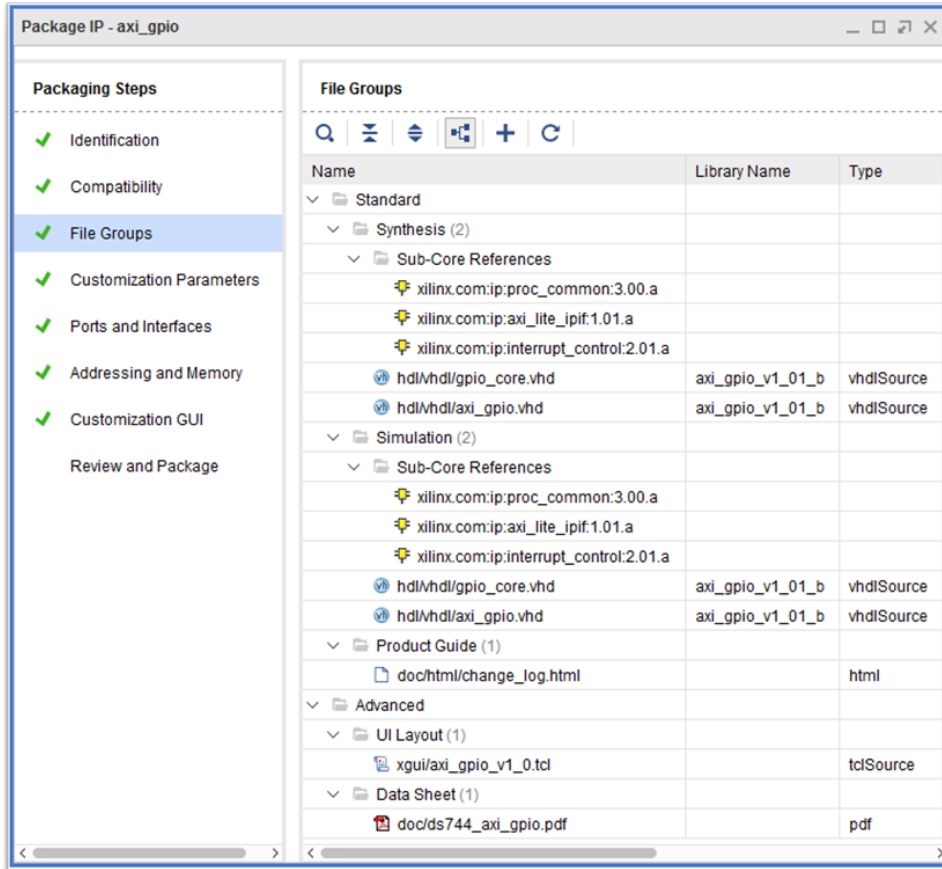 Package IP - axi_gpio
Packaging Steps
Identification
Compatibility
File Groups
Customization Parameters
Ports and Interfaces
Addressing and Memory
Customization GUI
Review and Package
File Groups
Name Library Name Type
Standard
Synthesis (2)
Sub-Core References
xilinx.com:ip:proc_common:3.00.a
xilinx.com:ip:axi_lite_ipif:1.01.a
xilinx.com:ip:interrupt_control:2.01.a
hdl/vhdl/gpio_core.vhd axi_gpio_v1_01_b vhdlSource
hdl/vhdl/axi_gpio.vhd axi_gpio_v1_01_b vhdlSource
Simulation (2)
Sub-Core References
xilinx.com:ip:proc_common:3.00.a
xilinx.com:ip:axi_lite_ipif:1.01.a
xilinx.com:ip:interrupt_control:2.01.a
hdl/vhdl/gpio_core.vhd axi_gpio_v1_01_b vhdlSource
hdl/vhdl/axi_gpio.vhd axi_gpio_v1_01_b vhdlSource
Product Guide (1)
doc/html/change_log.html html
Advanced
UI Layout (1)
xgui/axi_gpio_v1_0.tcl tclSource
Data Sheet (1)
doc/ds744_axi_gpio.pdf pdf